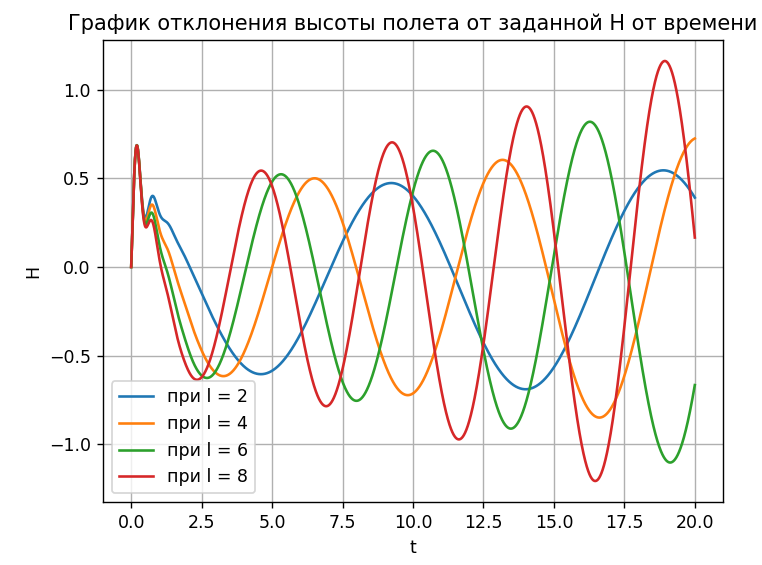 График отклонения высоты полета от заданной H от времени
1.0
0.5
0.0
−0.5
−1.0
H
при l = 2
при l = 4
при l = 6
при l = 8
0.0 2.5 5.0 7.5 10.0 12.5 15.0 17.5 20.0
t